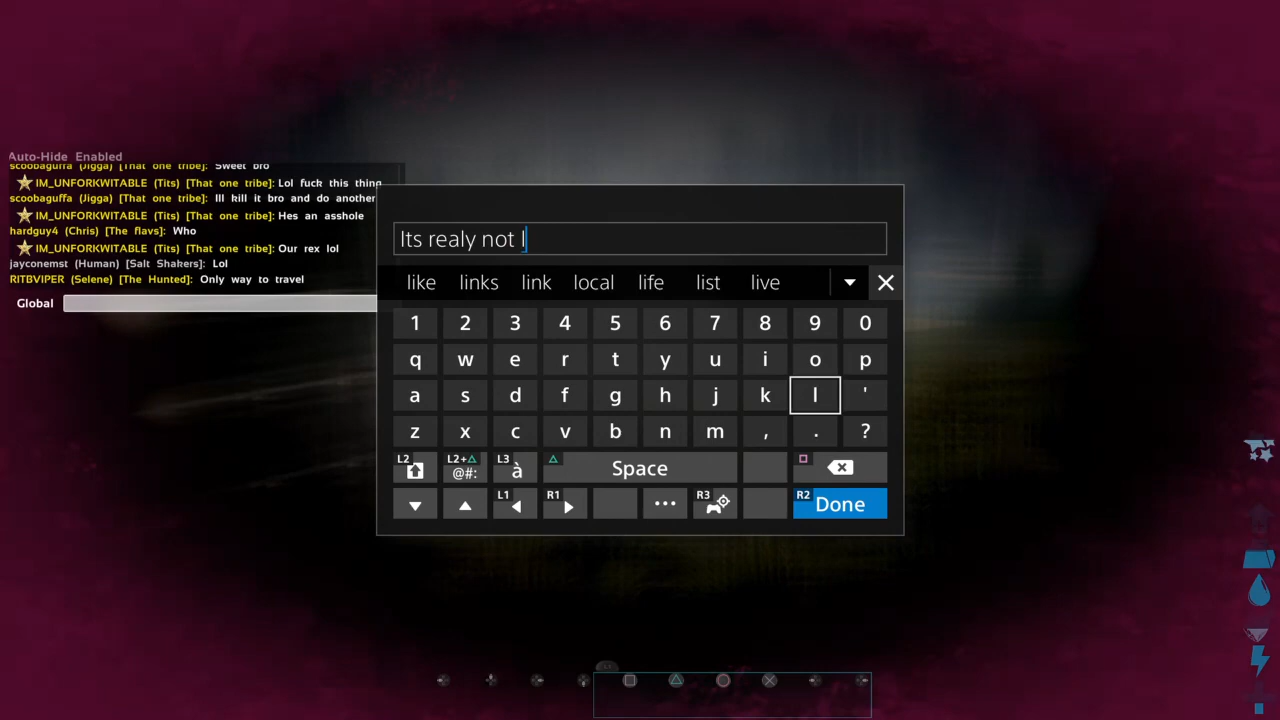 Auto-Hide Enabled
scoobaguffa (Jigga) [That one tribe]: Sweet bro
IM_UNFORKWITABLE (Tits) [That one tribe]: Lol fuck this thing
scoobaguffa (Jigga) [That one tribe]: Ill kill it bro and do another
IM_UNFORKWITABLE (Tits) [That one tribe]: Hes an asshole
hardguy4 (Chris) [The flavs]: Who
IM_UNFORKWITABLE (Tits) [That one tribe]: Our rex lol
jayconemst (Human) [Salt Shakers]: Lol
RITBVIPER (Selene) [The Hunted]: Only way to travel
Global
Its realy not l
like links link local life list live
1 2 3 4 5 6 7 8 9 0
q w e r t y u i o p
a s d f g h j k l '
z x c v b n m , . ?
L2 L2+△ @#: L3 à △ Space
L1 R1 ... R3 R2 Done